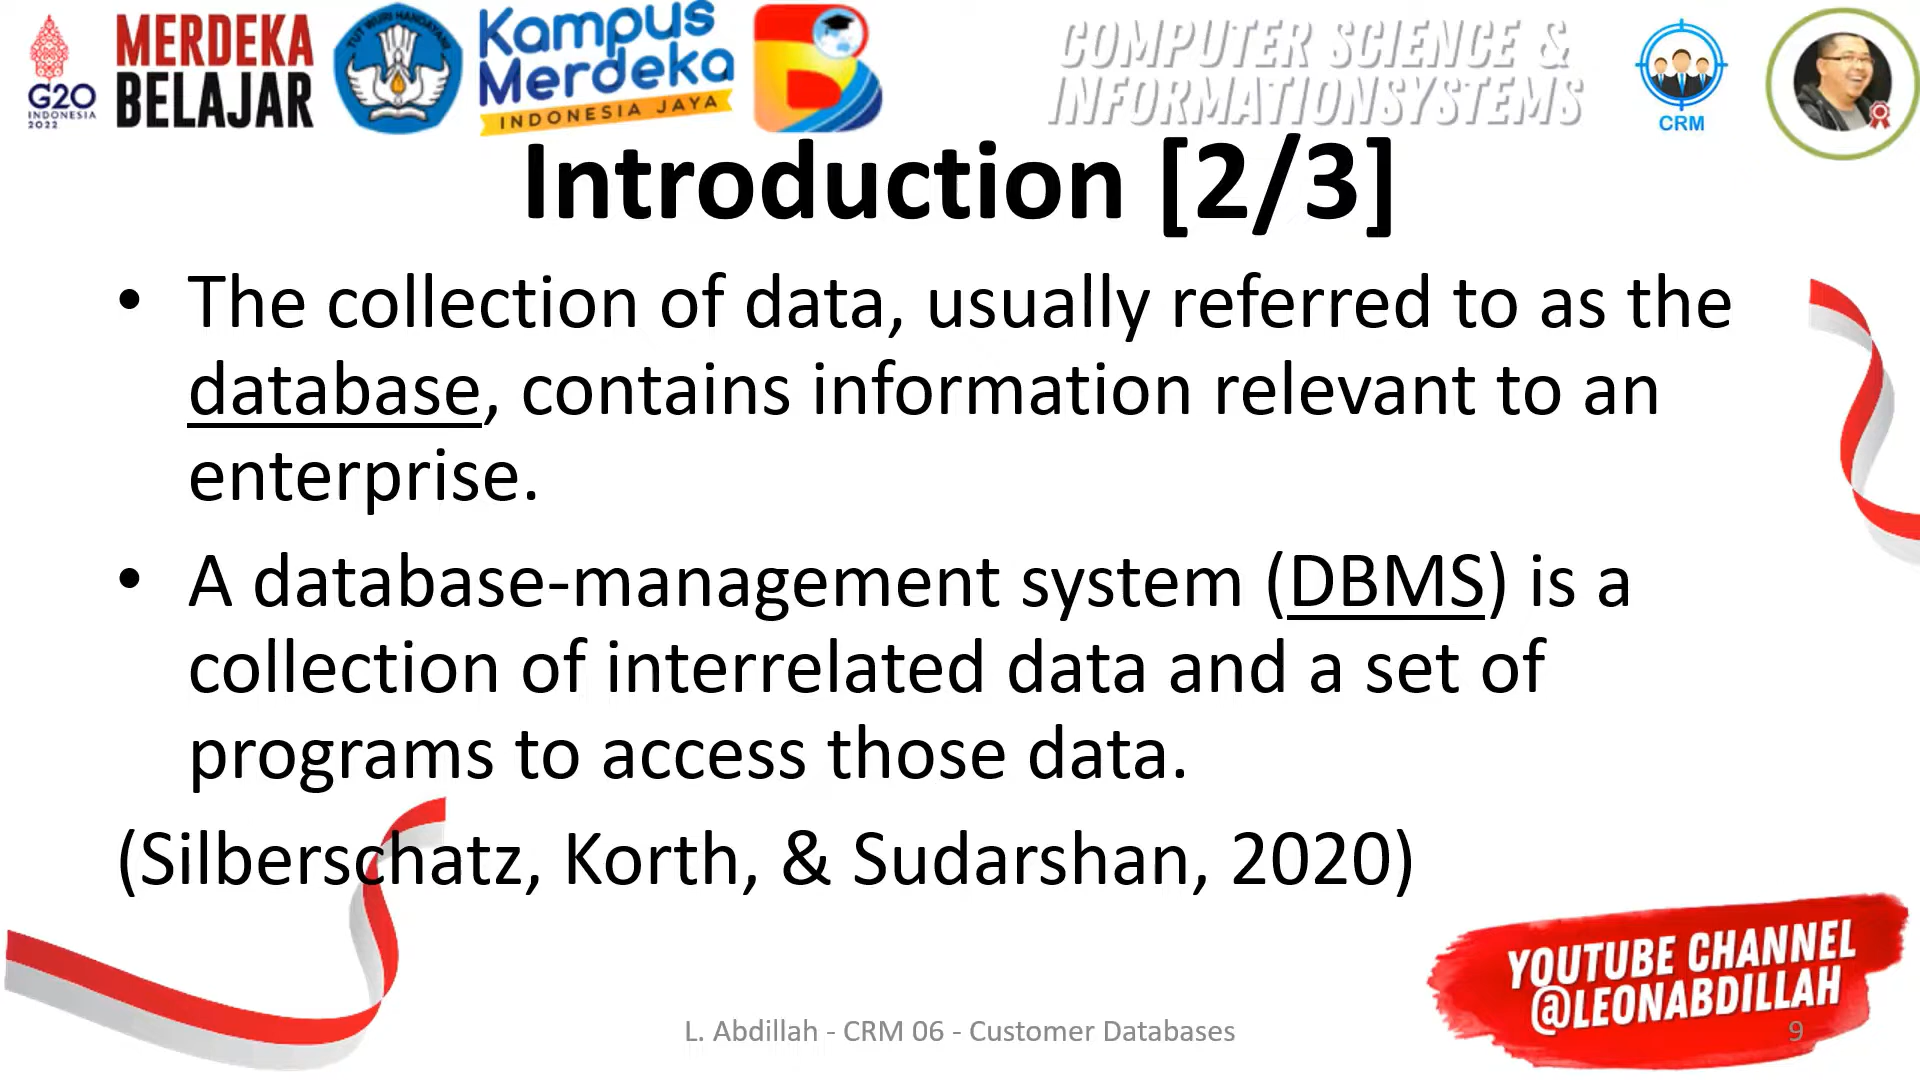 G20
INDONESIA
2022
MERDEKA
BELAJAR
TUT WURI HANDAYANI
Kampus
Merdeka
INDONESIA JAYA
COMPUTER SCIENCE &
INFORMATIONSYSTEMS
CRM
Introduction [2/3]
• The collection of data, usually referred to as the
database, contains information relevant to an
enterprise.
• A database-management system (DBMS) is a
collection of interrelated data and a set of
programs to access those data.
(Silberschatz, Korth, & Sudarshan, 2020)
YOUTUBE CHANNEL
@LEONABDILLAH
L. Abdillah - CRM 06 - Customer Databases
9